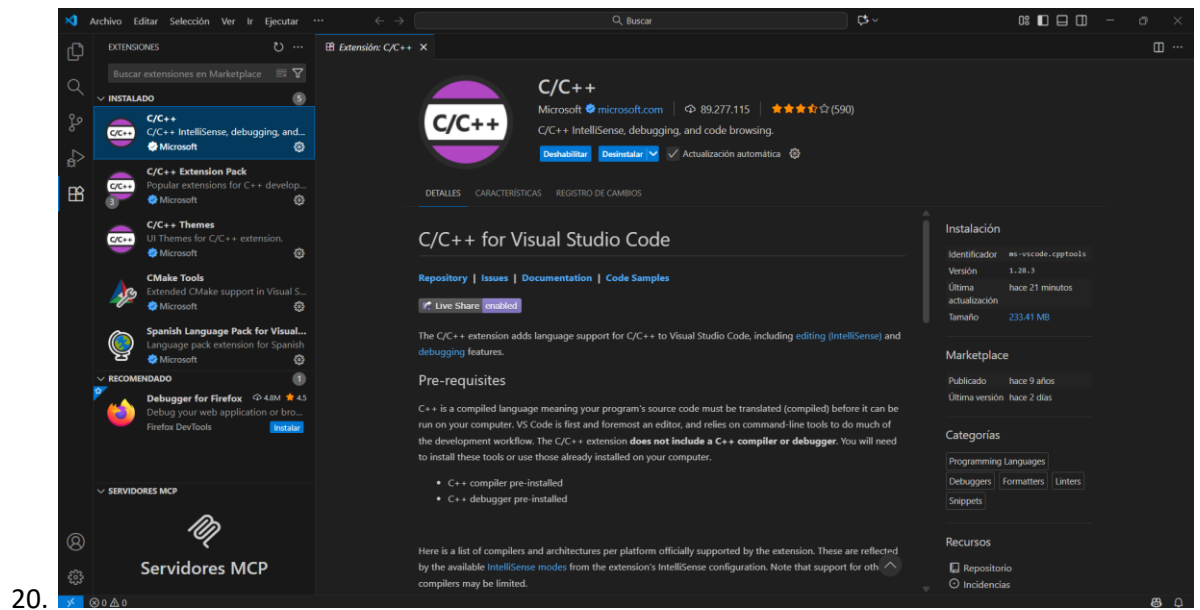 Archivo Editar Selección Ver Ir Ejecutar ···
Buscar
EXTENSIONES
Buscar extensiones en Marketplace
INSTALADO 5
C/C++
C/C++
C/C++ IntelliSense, debugging, and...
Microsoft
C/C++
3
C/C++ Extension Pack
Popular extensions for C++ develop...
Microsoft
C/C++
C/C++ Themes
UI Themes for C/C++ extension.
Microsoft
CMake Tools
Extended CMake support in Visual S...
Microsoft
Spanish Language Pack for Visual...
Language pack extension for Spanish
Microsoft
RECOMENDADO 1
Debugger for Firefox 4.8M 4.5
Debug your web application or bro...
Firefox DevTools Instalar
SERVIDORES MCP
Servidores MCP
Extensión: C/C++
C/C++
C/C++
Microsoft microsoft.com 89.277.115 (590)
C/C++ IntelliSense, debugging, and code browsing.
Deshabilitar Desinstalar Actualización automática
DETALLES CARACTERÍSTICAS REGISTRO DE CAMBIOS
C/C++ for Visual Studio Code
Repository | Issues | Documentation | Code Samples
Live Share enabled
The C/C++ extension adds language support for C/C++ to Visual Studio Code, including editing (IntelliSense) and
debugging features.
Pre-requisites
C++ is a compiled language meaning your program's source code must be translated (compiled) before it can be
run on your computer. VS Code is first and foremost an editor, and relies on command-line tools to do much of
the development workflow. The C/C++ extension does not include a C++ compiler or debugger. You will need
to install these tools or use those already installed on your computer.
• C++ compiler pre-installed
• C++ debugger pre-installed
Here is a list of compilers and architectures per platform officially supported by the extension. These are reflected
by the available IntelliSense modes from the extension's IntelliSense configuration. Note that support for oth
compilers may be limited.
Instalación
Identificador ms-vscode.cpptools
Versión 1.28.3
Última hace 21 minutos
actualización
Tamaño 233.41 MB
Marketplace
Publicado hace 9 años
Última versión hace 2 días
Categorías
Programming Languages
Debuggers Formatters Linters
Snippets
Recursos
Repositorio
Incidencias
20.
0 0